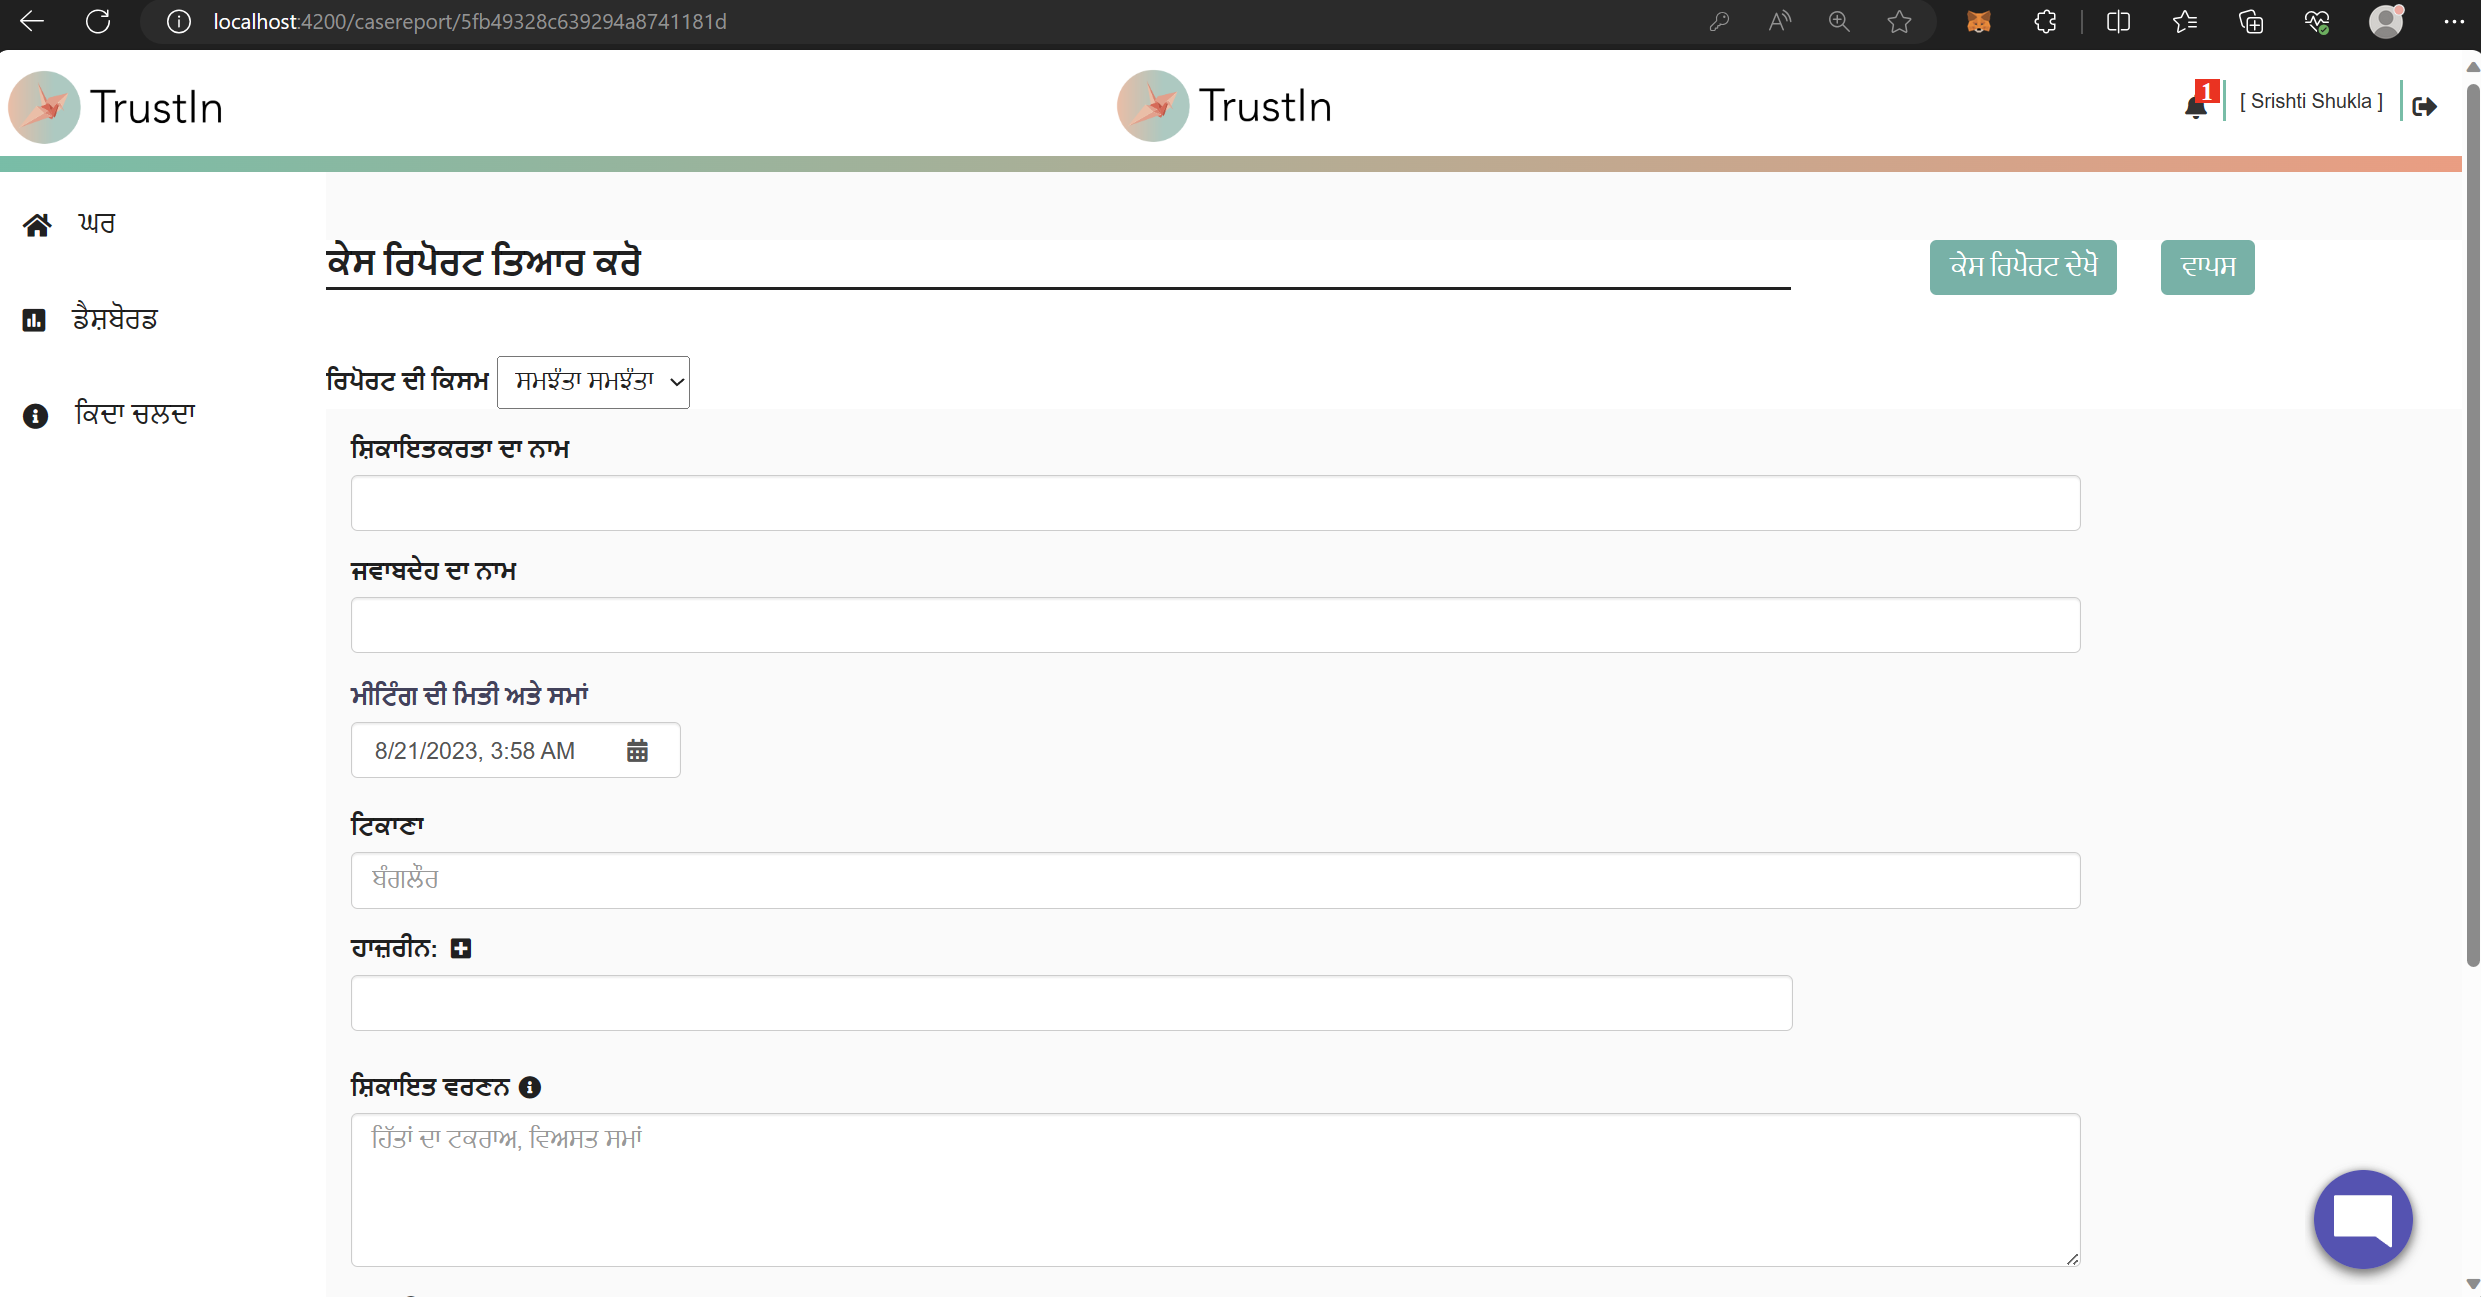 localhost:4200/casereport/5fb49328c639294a8741181d
TrustIn
TrustIn
1
[ Srishti Shukla ]
ਘਰ
ਡੈਸ਼ਬੋਰਡ
ਕਿਦਾ ਚਲਦਾ
ਕੇਸ ਰਿਪੋਰਟ ਤਿਆਰ ਕਰੋ
ਕੇਸ ਰਿਪੋਰਟ ਦੇਖੋ
ਵਾਪਸ
ਰਿਪੋਰਟ ਦੀ ਕਿਸਮ
ਸਮਝੌਤਾ ਸਮਝੌਤਾ
ਸ਼ਿਕਾਇਤਕਰਤਾ ਦਾ ਨਾਮ
ਜਵਾਬਦੇਹ ਦਾ ਨਾਮ
ਮੀਟਿੰਗ ਦੀ ਮਿਤੀ ਅਤੇ ਸਮਾਂ
8/21/2023, 3:58 AM
ਟਿਕਾਣਾ
ਬੰਗਲੌਰ
ਹਾਜ਼ਰੀਨ:
ਸ਼ਿਕਾਇਤ ਵਰਣਨ
ਹਿੱਤਾਂ ਦਾ ਟਕਰਾਅ, ਵਿਅਸਤ ਸਮਾਂ